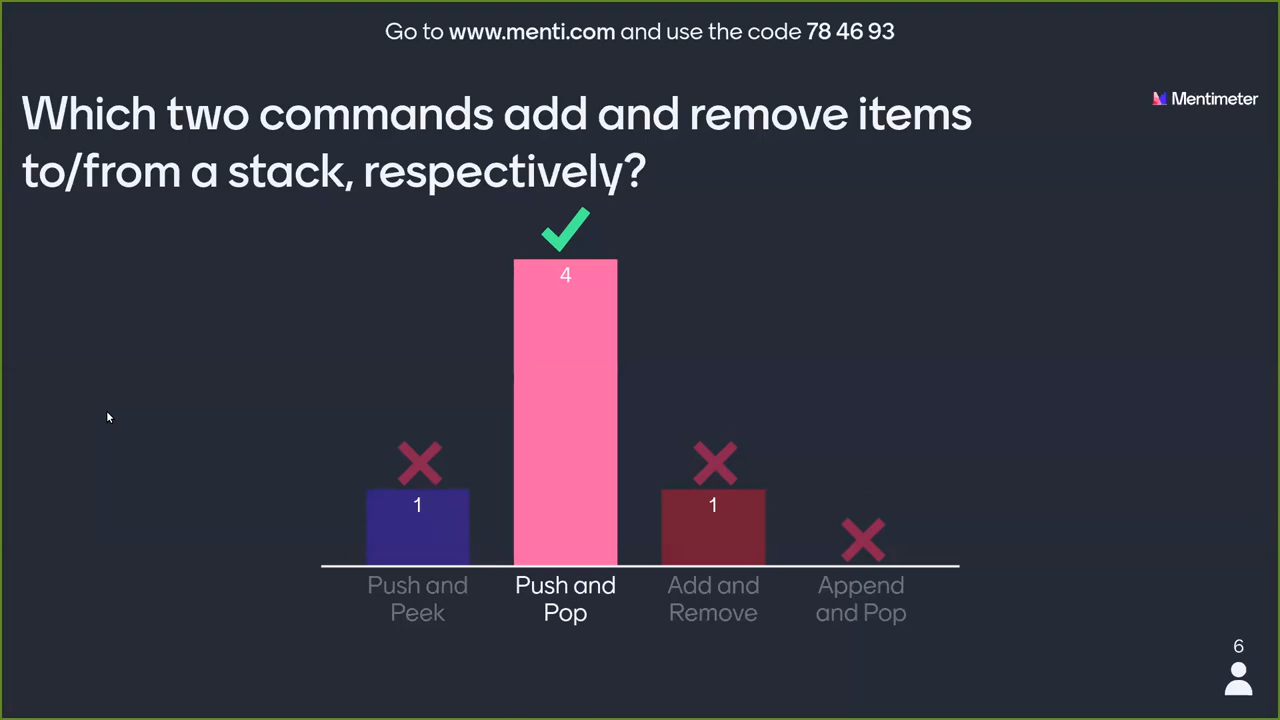 Go to www.menti.com and use the code 78 46 93
Mentimeter
Which two commands add and remove items
to/from a stack, respectively?
4
1
1
Push and
Peek
Push and
Pop
Add and
Remove
Append
and Pop
6